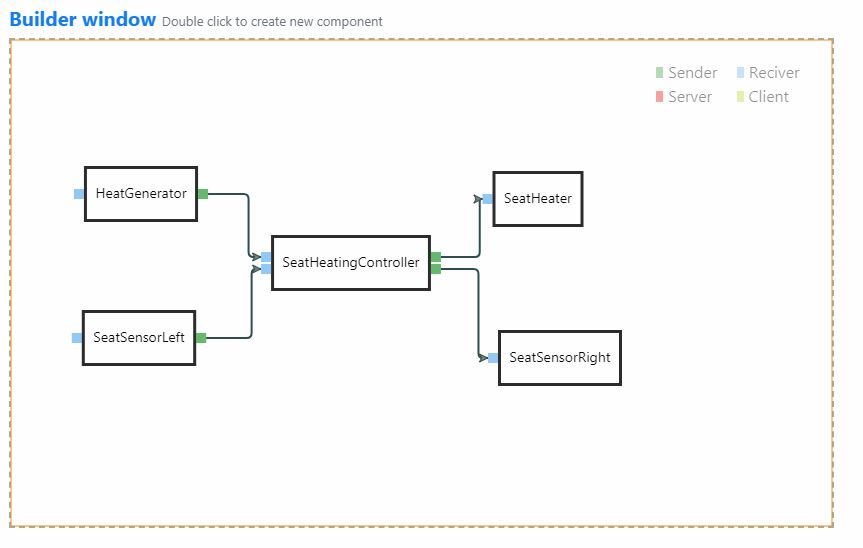 Builder window Double click to create new component
Sender Reciver
Server Client
HeatGenerator
SeatHeater
SeatHeatingController
SeatSensorLeft
SeatSensorRight